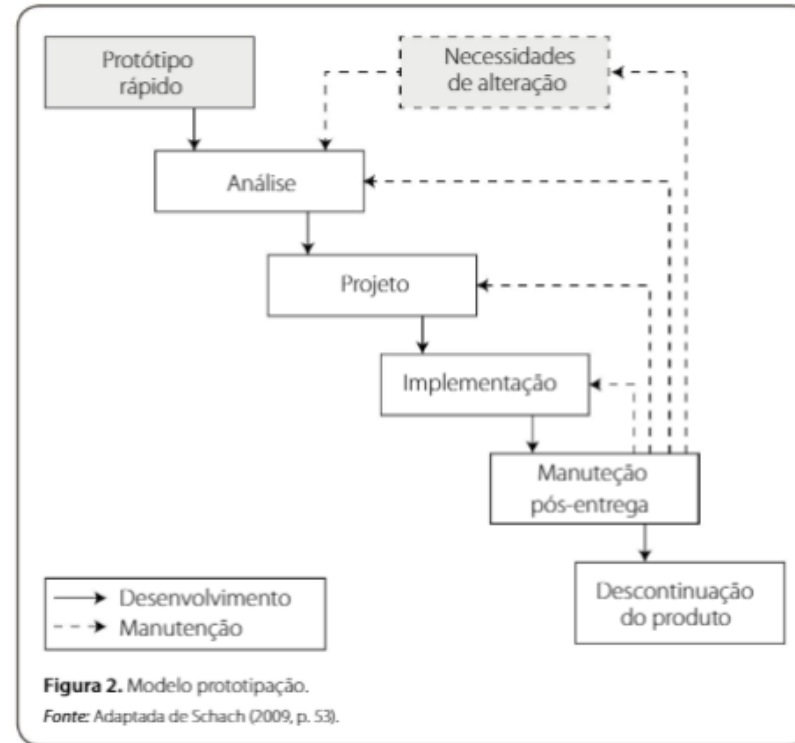 Protótipo
rápido
Necessidades
de alteração
Análise
Projeto
Implementação
Manuteção
pós-entrega
Descontinuação
do produto
Desenvolvimento
Manutenção
Figura 2. Modelo prototipação.
Fonte: Adaptada de Schach (2009, p. 53).